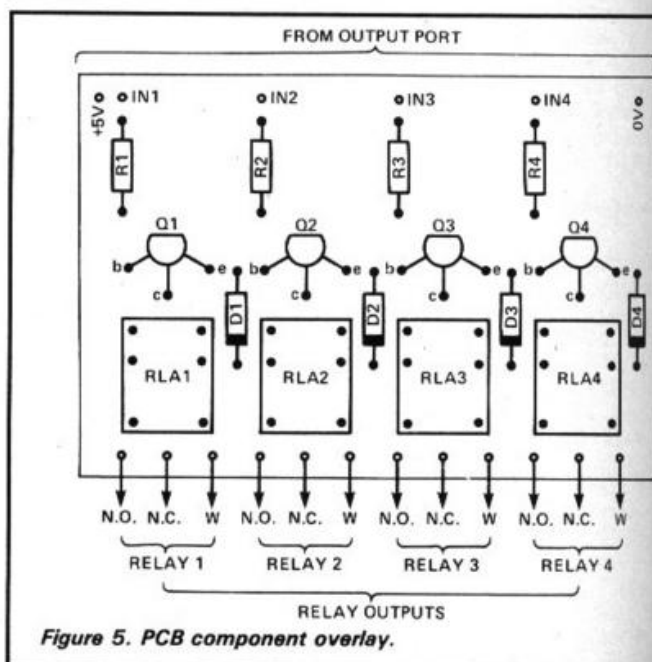 FROM OUTPUT PORT
+5V IN1 IN2 IN3 IN4 0V
R1 R2 R3 R4
Q1 Q2 Q3 Q4
b e b e b e b e
c c c c
D1 D2 D3 D4
RLA1 RLA2 RLA3 RLA4
N.O. N.C. W N.O. N.C. W N.O. N.C. W N.O. N.C. W
RELAY 1 RELAY 2 RELAY 3 RELAY 4
RELAY OUTPUTS
Figure 5. PCB component overlay.